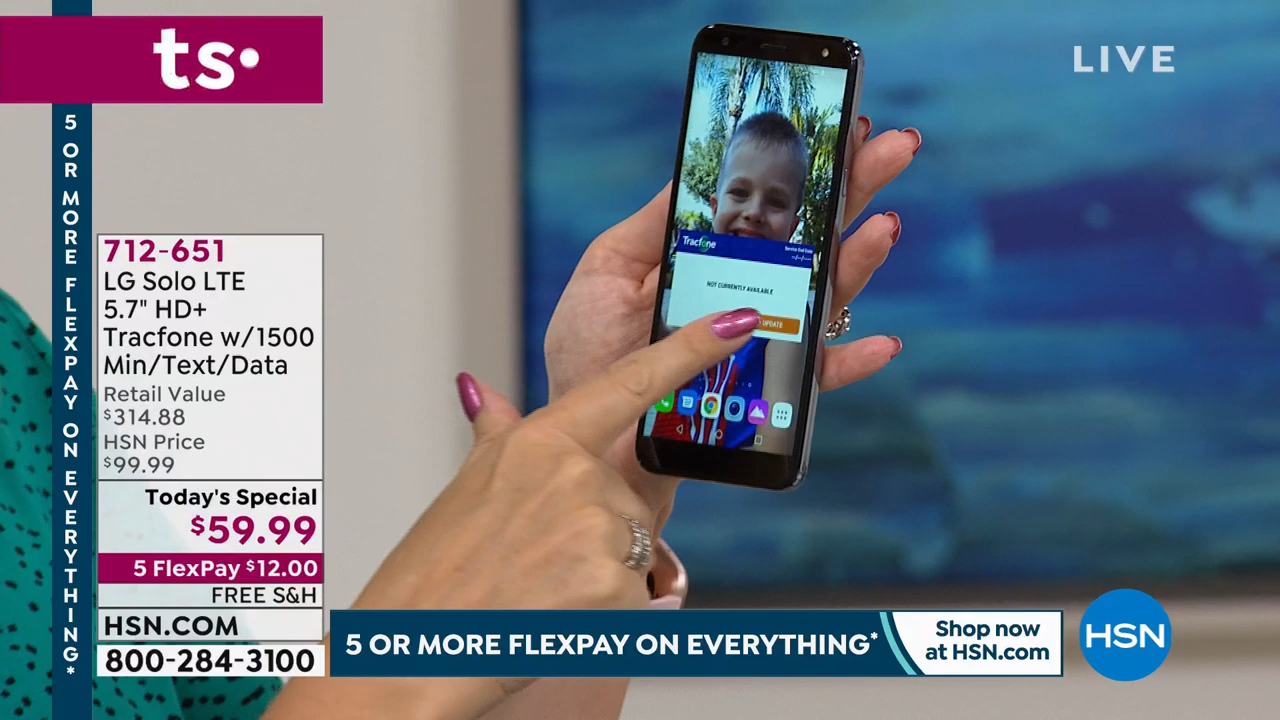 ts.
LIVE
5 OR MORE FLEXPAY ON EVERYTHING*
712-651
LG Solo LTE
5.7" HD+
Tracfone w/1500
Min/Text/Data
Retail Value
$314.88
HSN Price
$99.99
Today's Special
$59.99
5 FlexPay $12.00
FREE S&H
HSN.COM
800-284-3100
Tracfone
Service End Date
NOT CURRENTLY AVAILABLE
UPDATE
5 OR MORE FLEXPAY ON EVERYTHING*
Shop now
at HSN.com
HSN